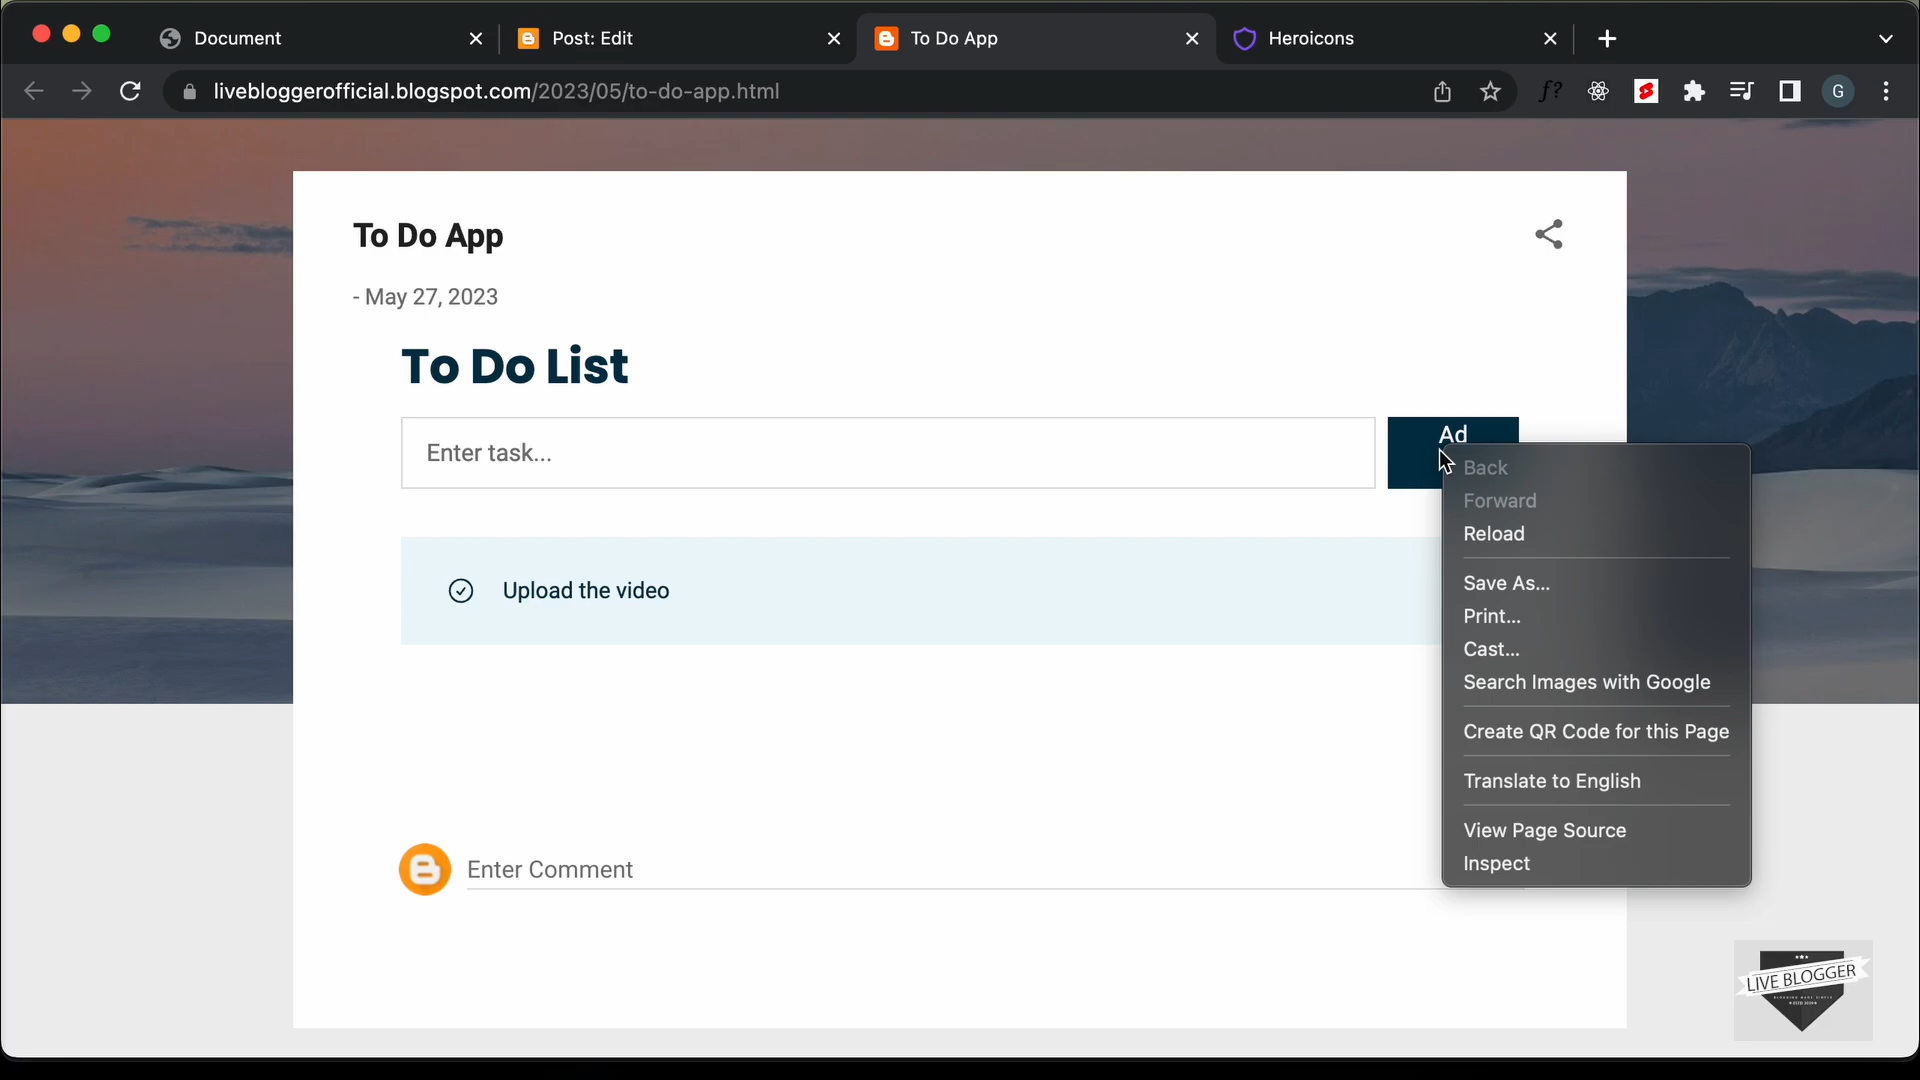 Document
Post: Edit
To Do App
Heroicons
livebloggerofficial.blogspot.com/2023/05/to-do-app.html
f?
G
To Do App
- May 27, 2023
To Do List
Enter task...
Ad
Back
Forward
Reload
Save As...
Print...
Cast...
Search Images with Google
Create QR Code for this Page
Translate to English
View Page Source
Inspect
Upload the video
Enter Comment
LIVE BLOGGER